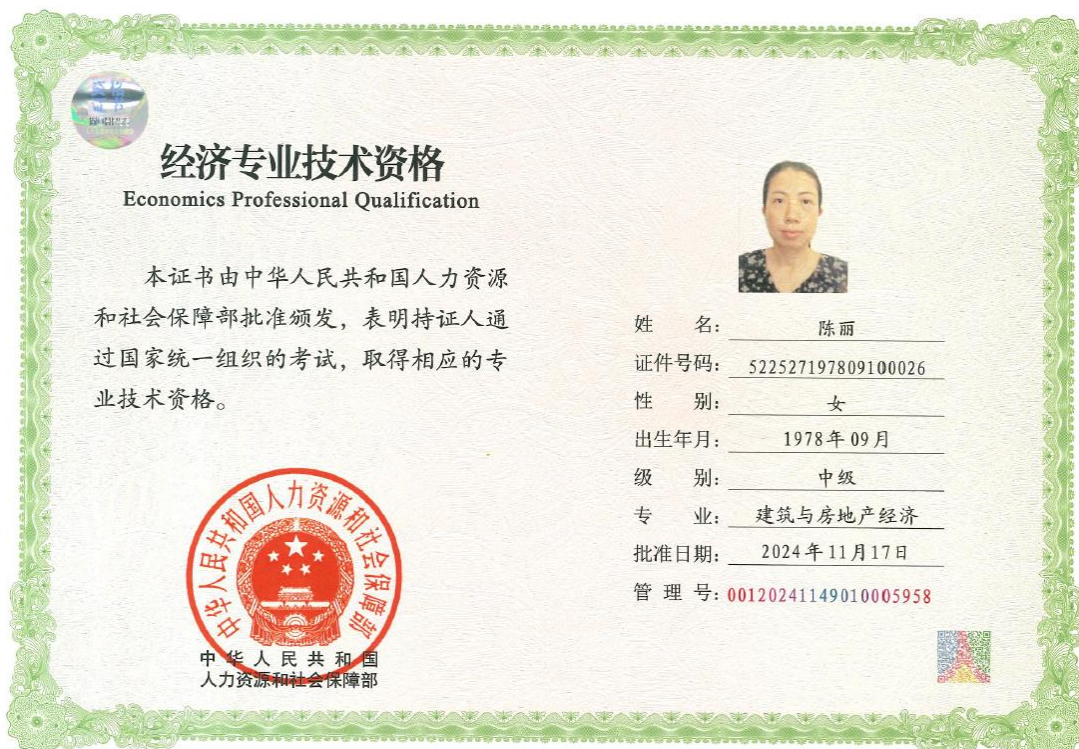 经济专业技术资格
Economics Professional Qualification
本证书由中华人民共和国人力资源
和社会保障部批准颁发，表明持证人通
过国家统一组织的考试，取得相应的专
业技术资格。
中华人民共和国人力资源和社会保障部
中华人民共和国
人力资源和社会保障部
姓 名：陈丽
证件号码：522527197809100026
性 别：女
出生年月：1978年09月
级 别：中级
专 业：建筑与房地产经济
批准日期：2024年11月17日
管 理 号：00120241149010005958